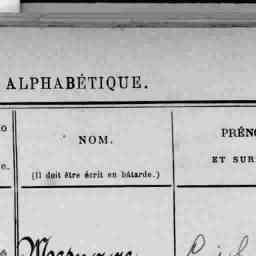 ALPHABÉTIQUE.
NOM.
PRÉNO
ET SUR
(Il doit être écrit en bâtarde.)